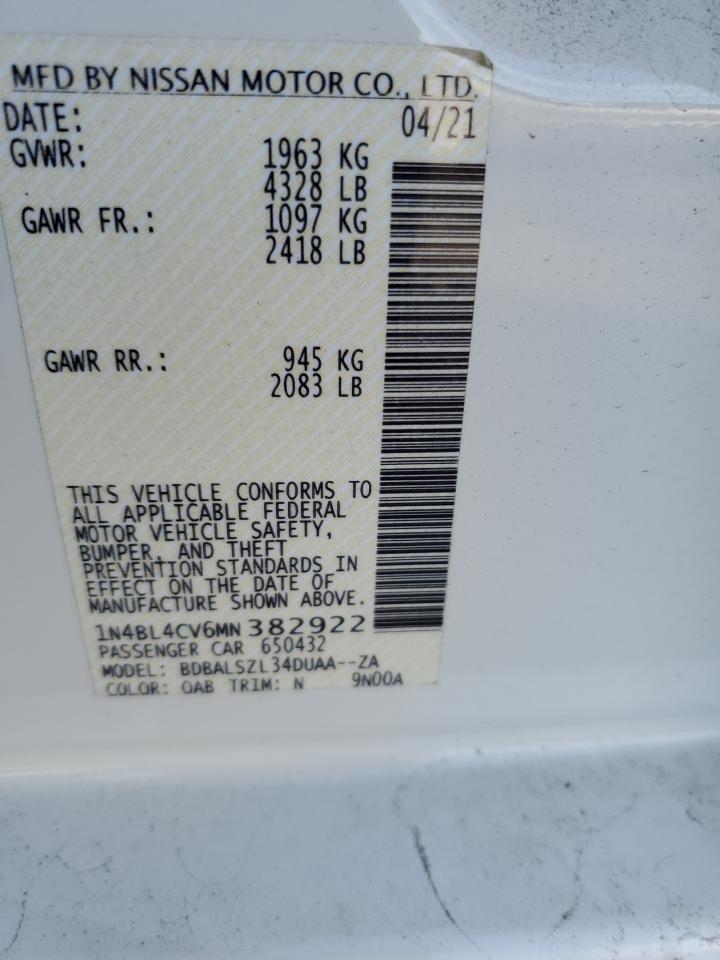 MFD BY NISSAN MOTOR CO., LTD.
DATE: 04/21
GVWR: 1963 KG
4328 LB
GAWR FR.: 1097 KG
2418 LB
GAWR RR.: 945 KG
2083 LB
THIS VEHICLE CONFORMS TO
ALL APPLICABLE FEDERAL
MOTOR VEHICLE SAFETY,
BUMPER, AND THEFT
PREVENTION STANDARDS IN
EFFECT ON THE DATE OF
MANUFACTURE SHOWN ABOVE.
1N4BL4CV6MN 382922
PASSENGER CAR 650432
MODEL: BDBALSZL34DUAA--ZA
COLOR: QAB TRIM: N 9N00A